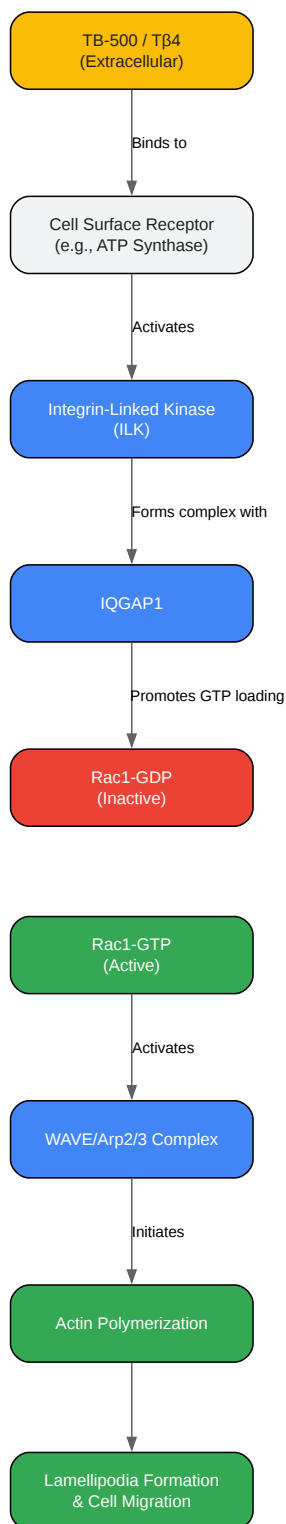 TB-500 / Tβ4
(Extracellular)
Binds to
Cell Surface Receptor
(e.g., ATP Synthase)
Activates
Integrin-Linked Kinase
(ILK)
Forms complex with
IQGAP1
Promotes GTP loading
Rac1-GDP
(Inactive)
Rac1-GTP
(Active)
Activates
WAVE/Arp2/3 Complex
Initiates
Actin Polymerization
Lamellipodia Formation
& Cell Migration